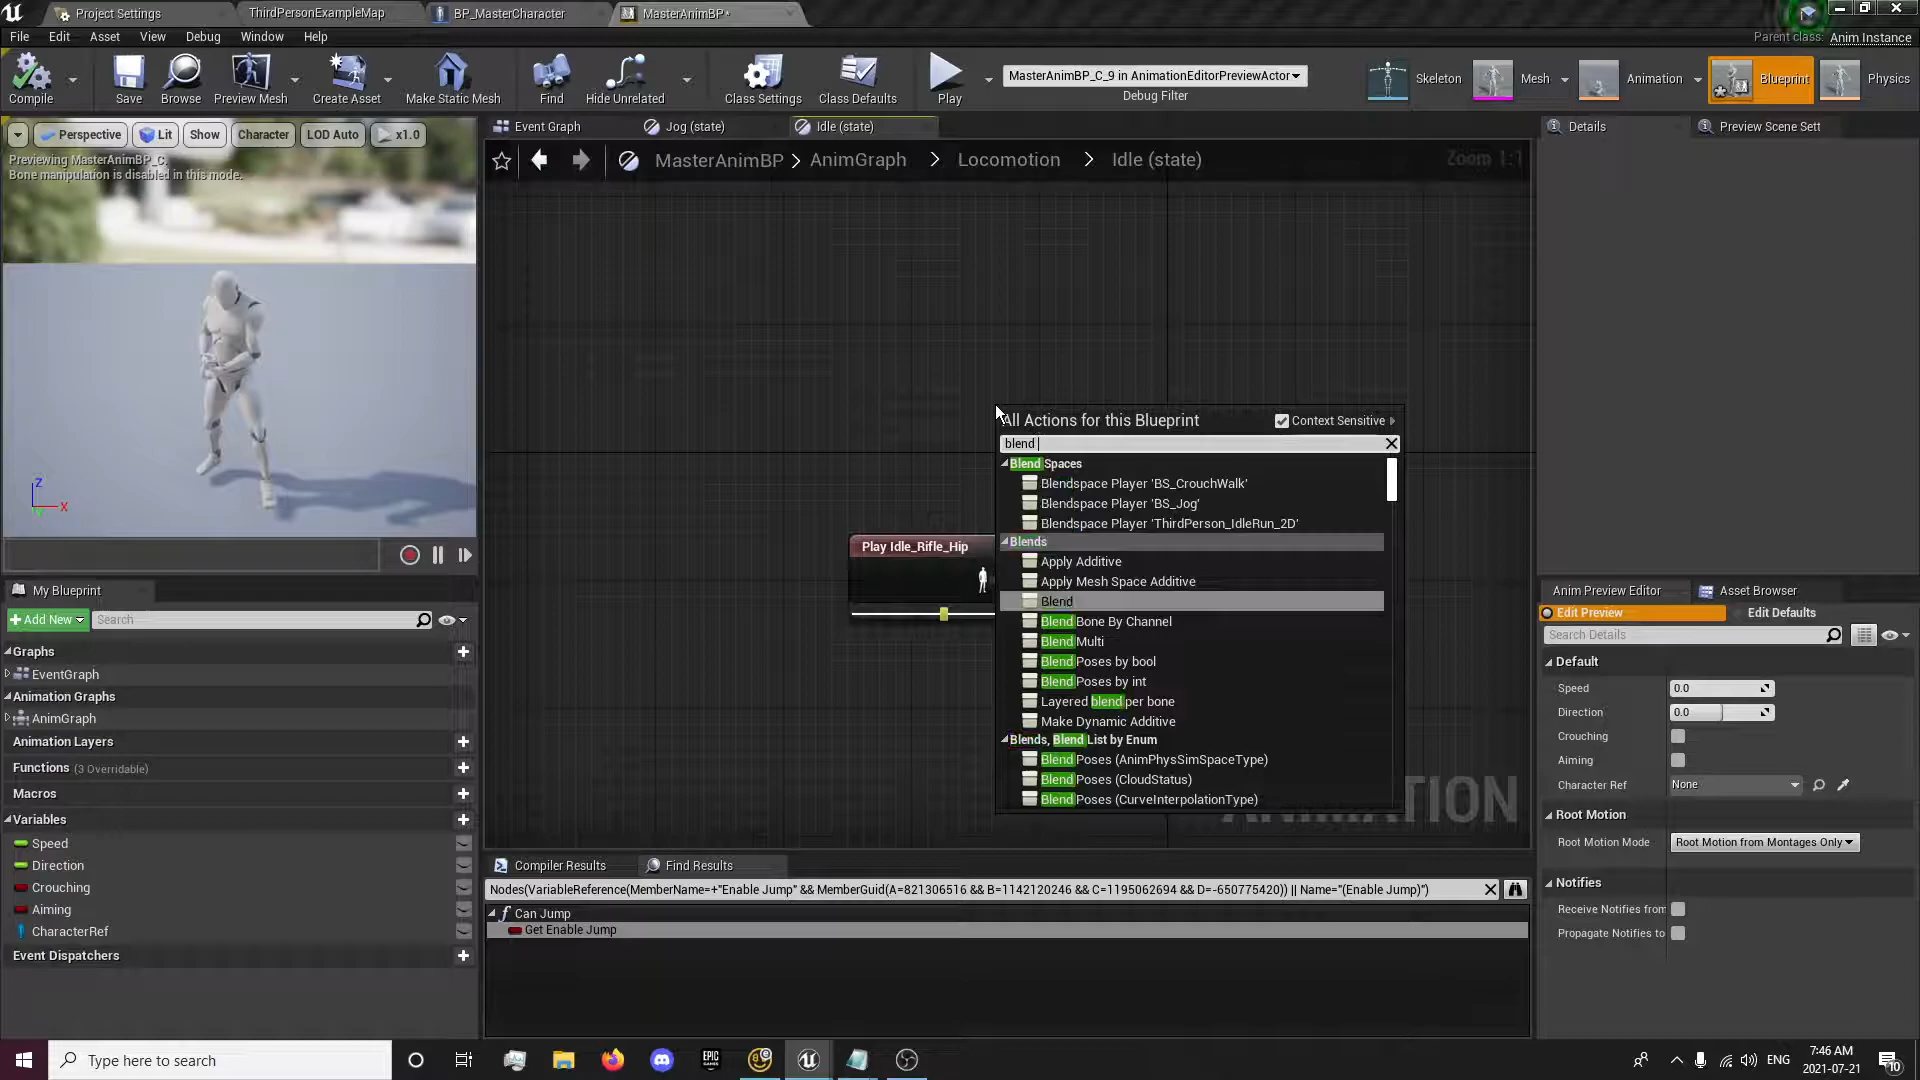 Project Settings
ThirdPersonExampleMap
BP_MasterCharacter
MasterAnimBP*
File Edit Asset View Debug Window Help
Parent class: Anim Instance
Compile
Save
Browse
Preview Mesh
Create Asset
Make Static Mesh
Find
Hide Unrelated
Class Settings
Class Defaults
Play
MasterAnimBP_C_9 in AnimationEditorPreviewActor
Debug Filter
Skeleton
Mesh
Animation
Blueprint
Physics
Perspective Lit Show Character LOD Auto x1.0
Previewing MasterAnimBP_C.
Bone manipulation is disabled in this mode.
Z
X
Event Graph
Jog (state)
Idle (state)
MasterAnimBP > AnimGraph > Locomotion > Idle (state)
Zoom 1:1
Play Idle_Rifle_Hip
All Actions for this Blueprint
Context Sensitive
blend
Blend Spaces
Blendspace Player 'BS_CrouchWalk'
Blendspace Player 'BS_Jog'
Blendspace Player 'ThirdPerson_IdleRun_2D'
Blends
Apply Additive
Apply Mesh Space Additive
Blend
Blend Bone By Channel
Blend Multi
Blend Poses by bool
Blend Poses by int
Layered blend per bone
Make Dynamic Additive
Blends, Blend List by Enum
Blend Poses (AnimPhysSimSpaceType)
Blend Poses (CloudStatus)
Blend Poses (CurveInterpolationType)
My Blueprint
Add New
Search
Graphs
EventGraph
Animation Graphs
AnimGraph
Animation Layers
Functions (3 Overridable)
Macros
Variables
Speed
Direction
Crouching
Aiming
CharacterRef
Event Dispatchers
Compiler Results
Find Results
Nodes(VariableReference(MemberName=+"Enable Jump" && MemberGuid(A=821306516 && B=1142120246 && C=1195062694 && D=-650775420)) || Name="(Enable Jump)")
Can Jump
Get Enable Jump
Details
Preview Scene Sett
Anim Preview Editor
Asset Browser
Edit Preview
Edit Defaults
Search Details
Default
Speed 0.0
Direction 0.0
Crouching
Aiming
Character Ref None
Root Motion
Root Motion Mode Root Motion from Montages Only
Notifies
Receive Notifies from
Propagate Notifies to
Type here to search
EPIC
ENG
7:46 AM
2021-07-21
10